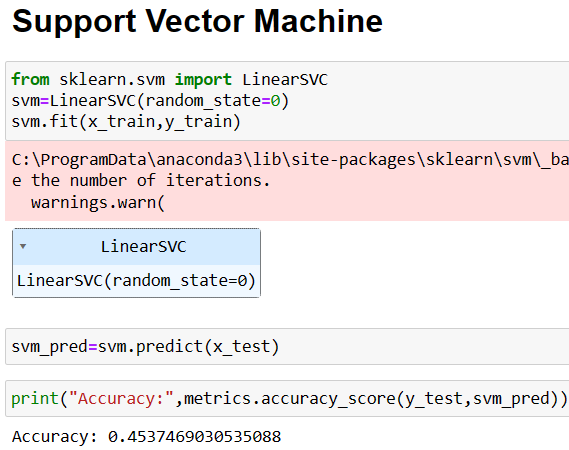 Support Vector Machine
from sklearn.svm import LinearSVC
svm=LinearSVC(random_state=0)
svm.fit(x_train,y_train)
C:\ProgramData\anaconda3\lib\site-packages\sklearn\svm\_ba
e the number of iterations.
warnings.warn(
LinearSVC
LinearSVC(random_state=0)
svm_pred=svm.predict(x_test)
print("Accuracy:",metrics.accuracy_score(y_test,svm_pred))
Accuracy: 0.4537469030535088